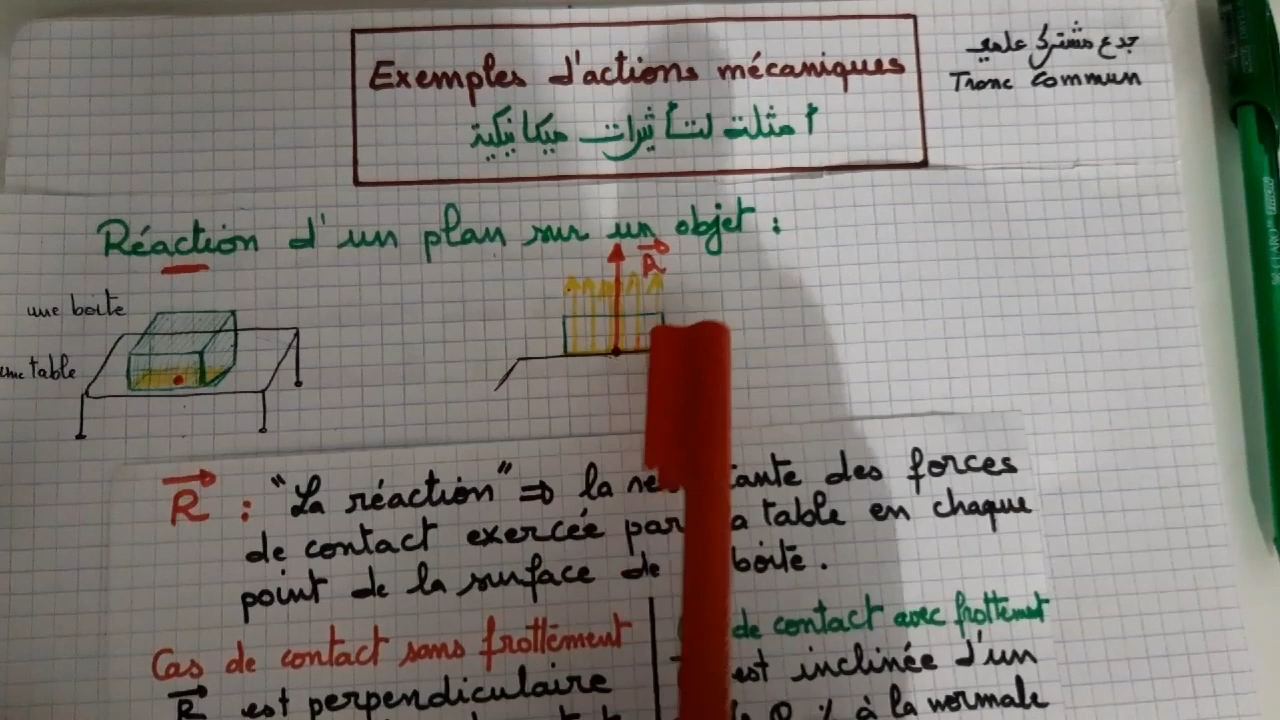 Exemples d'actions mécaniques
أمثلة لتأثيرات ميكانيكية
جدع مشترك علمي
Tronc Commun
Réaction d'un plan sur un objet :
une boite
une table
R
R : "La réaction" ⇒ la des forces
de contact exercée par table en chaque
point de la surface de boite.
Cas de contact sans frottement
R est perpendiculaire
de contact avec frottement
est inclinée d'un
à la normale